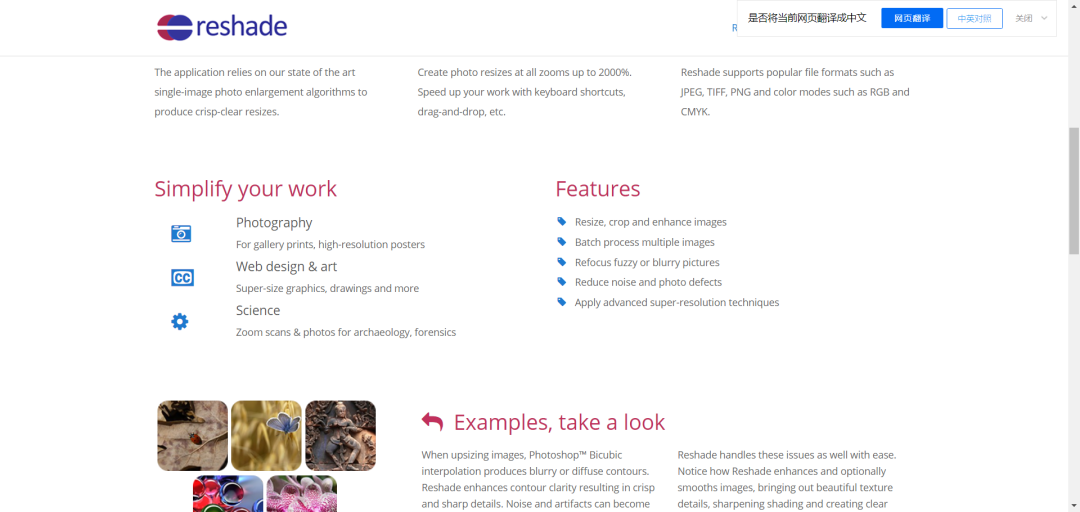 reshade
R
是否将当前网页翻译成中文
网页翻译
中英对照
关闭
The application relies on our state of the art
single-image photo enlargement algorithms to
produce crisp-clear resizes.
Create photo resizes at all zooms up to 2000%.
Speed up your work with keyboard shortcuts,
drag-and-drop, etc.
Reshade supports popular file formats such as
JPEG, TIFF, PNG and color modes such as RGB and
CMYK.
Simplify your work
Photography
For gallery prints, high-resolution posters
CC
Web design & art
Super-size graphics, drawings and more
Science
Zoom scans & photos for archaeology, forensics
Features
Resize, crop and enhance images
Batch process multiple images
Refocus fuzzy or blurry pictures
Reduce noise and photo defects
Apply advanced super-resolution techniques
Examples, take a look
When upsizing images, Photoshop™ Bicubic
interpolation produces blurry or diffuse contours.
Reshade enhances contour clarity resulting in crisp
and sharp details. Noise and artifacts can become
Reshade handles these issues as well with ease.
Notice how Reshade enhances and optionally
smooths images, bringing out beautiful texture
details, sharpening shading and creating clear